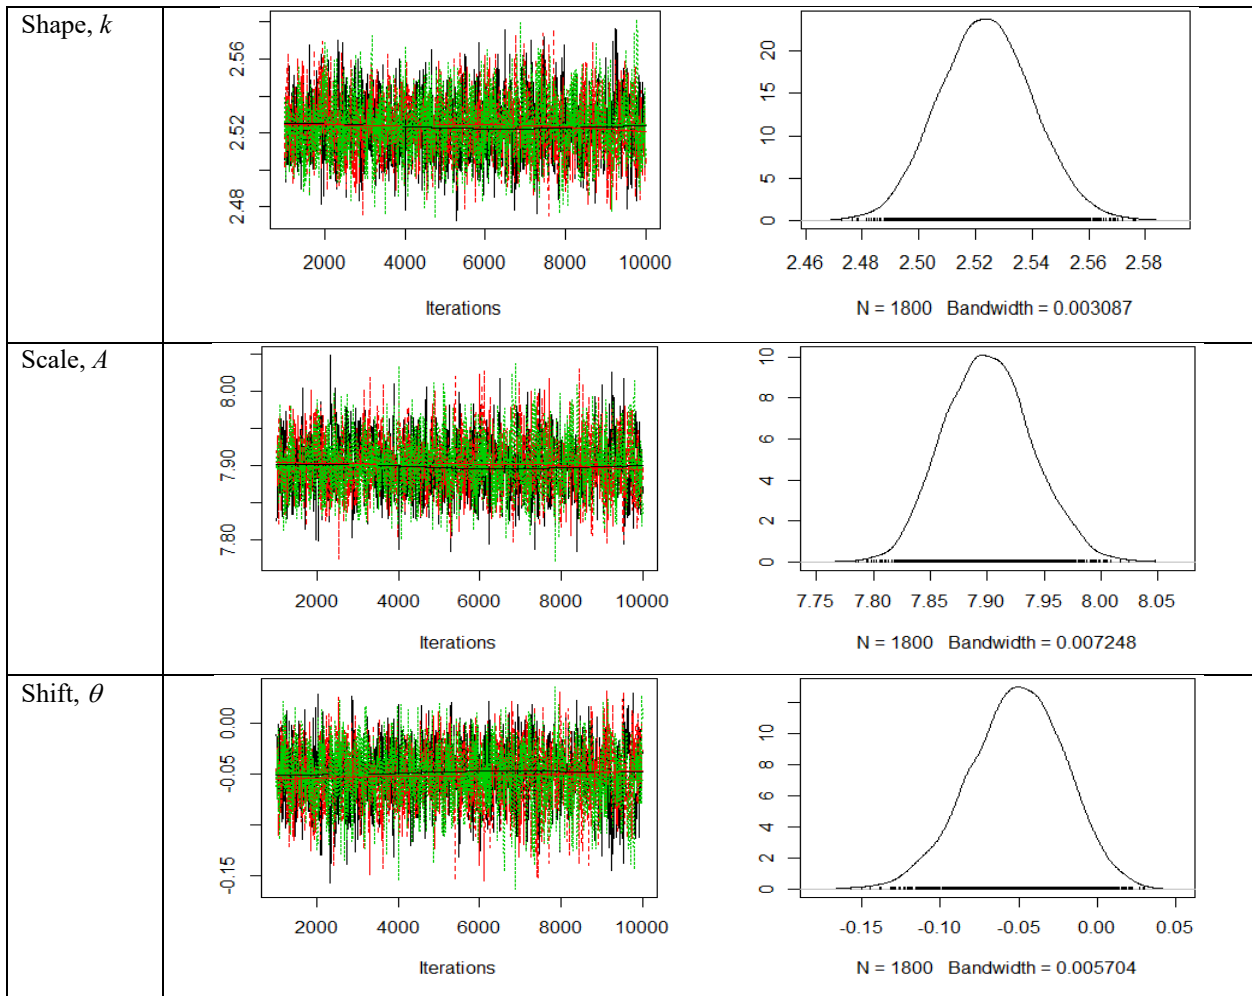 Shape, k
2.48 2.52 2.56
2000 4000 6000 8000 10000
Iterations
0 5 10 15 20
2.46 2.48 2.50 2.52 2.54 2.56 2.58
N = 1800 Bandwidth = 0.003087
Scale, A
7.80 7.90 8.00
2000 4000 6000 8000 10000
Iterations
0 2 4 6 8 10
7.75 7.80 7.85 7.90 7.95 8.00 8.05
N = 1800 Bandwidth = 0.007248
Shift, θ
-0.15 -0.05 0.00
2000 4000 6000 8000 10000
Iterations
0 2 4 6 8 10
-0.15 -0.10 -0.05 0.00 0.05
N = 1800 Bandwidth = 0.005704